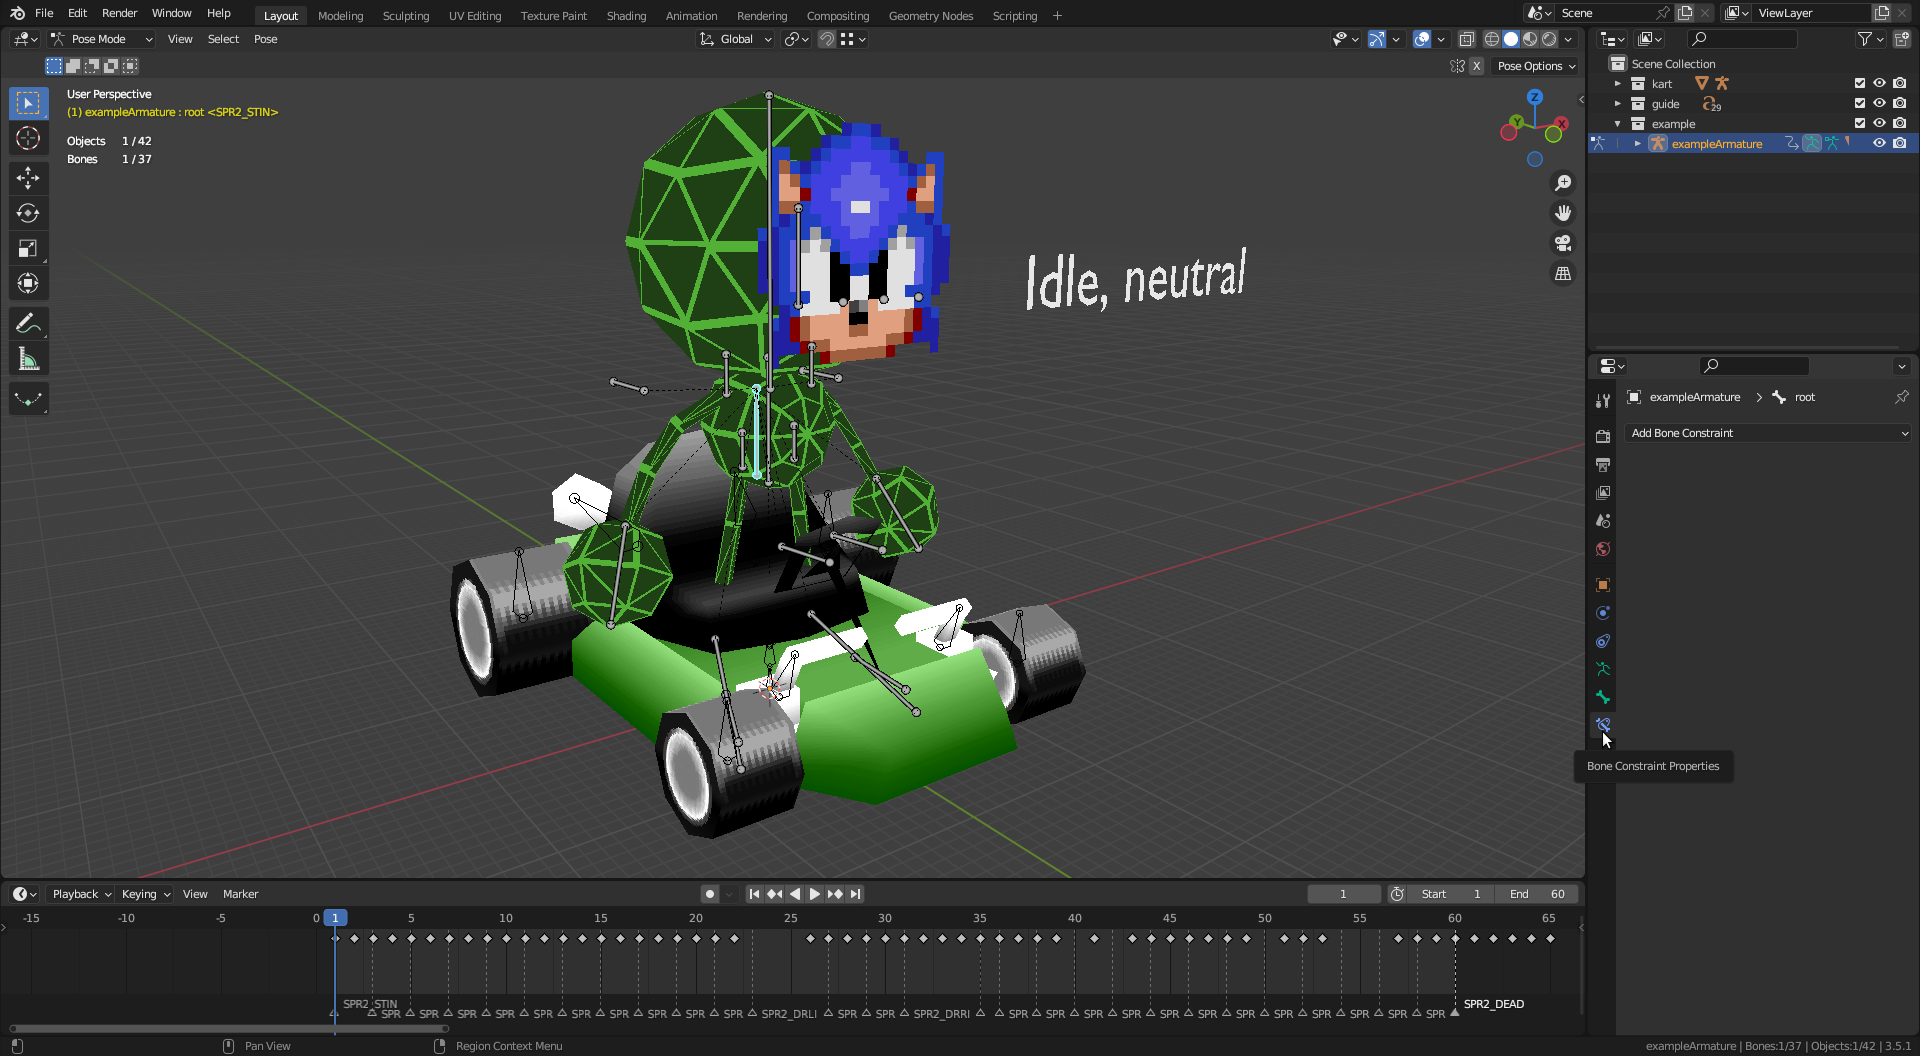 File Edit Render Window Help Layout Modeling Sculpting UV Editing Texture Paint Shading Animation Rendering Compositing Geometry Nodes Scripting + Scene ViewLayer
Pose Mode View Select Pose Global
X Pose Options
User Perspective
(1) exampleArmature : root <SPR2_STIN>
Objects 1/42
Bones 1/37
Z
Y
X
Idle, neutral
Scene Collection
kart
guide 29
example
exampleArmature
exampleArmature > root
Add Bone Constraint
Bone Constraint Properties
Playback Keying View Marker 1 Start 1 End 60
-15 -10 -5 0 1 5 10 15 20 25 30 35 40 45 50 55 60 65
SPR2_STIN SPR2_DEAD
SPR SPR SPR SPR SPR SPR SPR SPR SPR SPR SPR2_DRLI SPR SPR SPR2_DRRI SPR SPR SPR SPR SPR SPR SPR SPR SPR SPR SPR SPR
Pan View Region Context Menu exampleArmature | Bones:1/37 | Objects:1/42 | 3.5.1